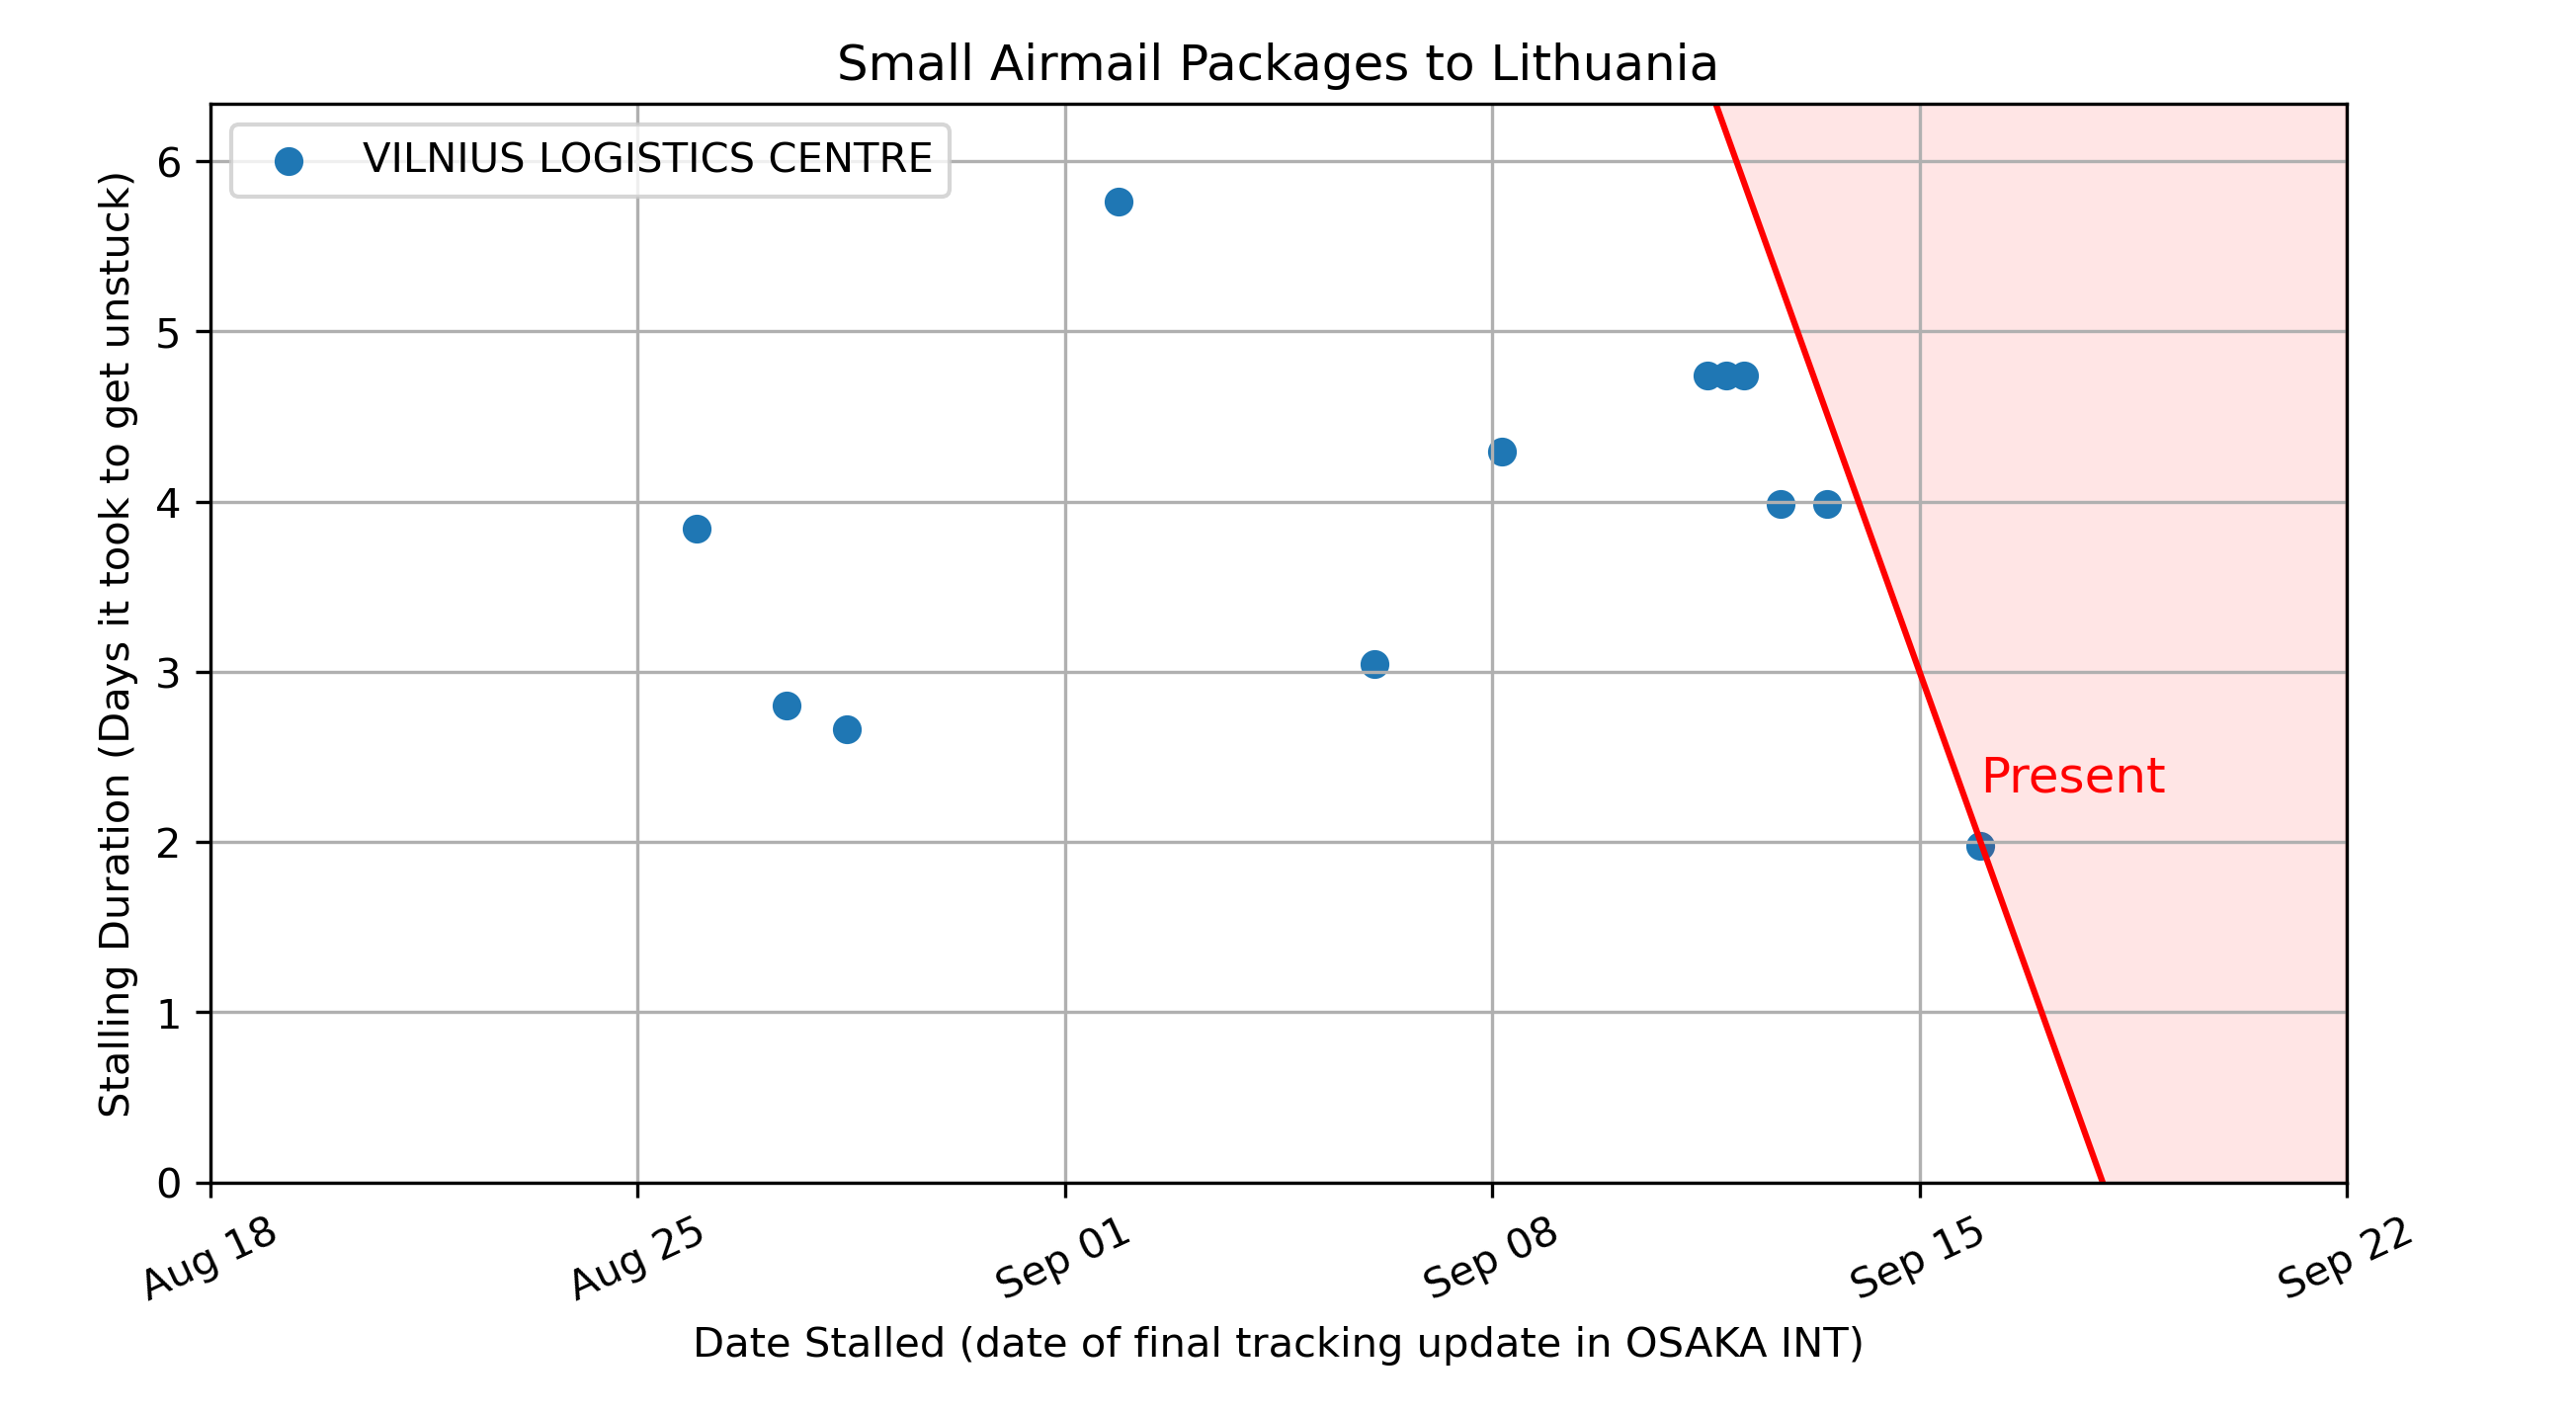 Small Airmail Packages to Lithuania
VILNIUS LOGISTICS CENTRE
Stalling Duration (Days it took to get unstuck)
6
5
4
3
2
1
0
Present
Aug 18
Aug 25
Sep 01
Sep 08
Sep 15
Sep 22
Date Stalled (date of final tracking update in OSAKA INT)